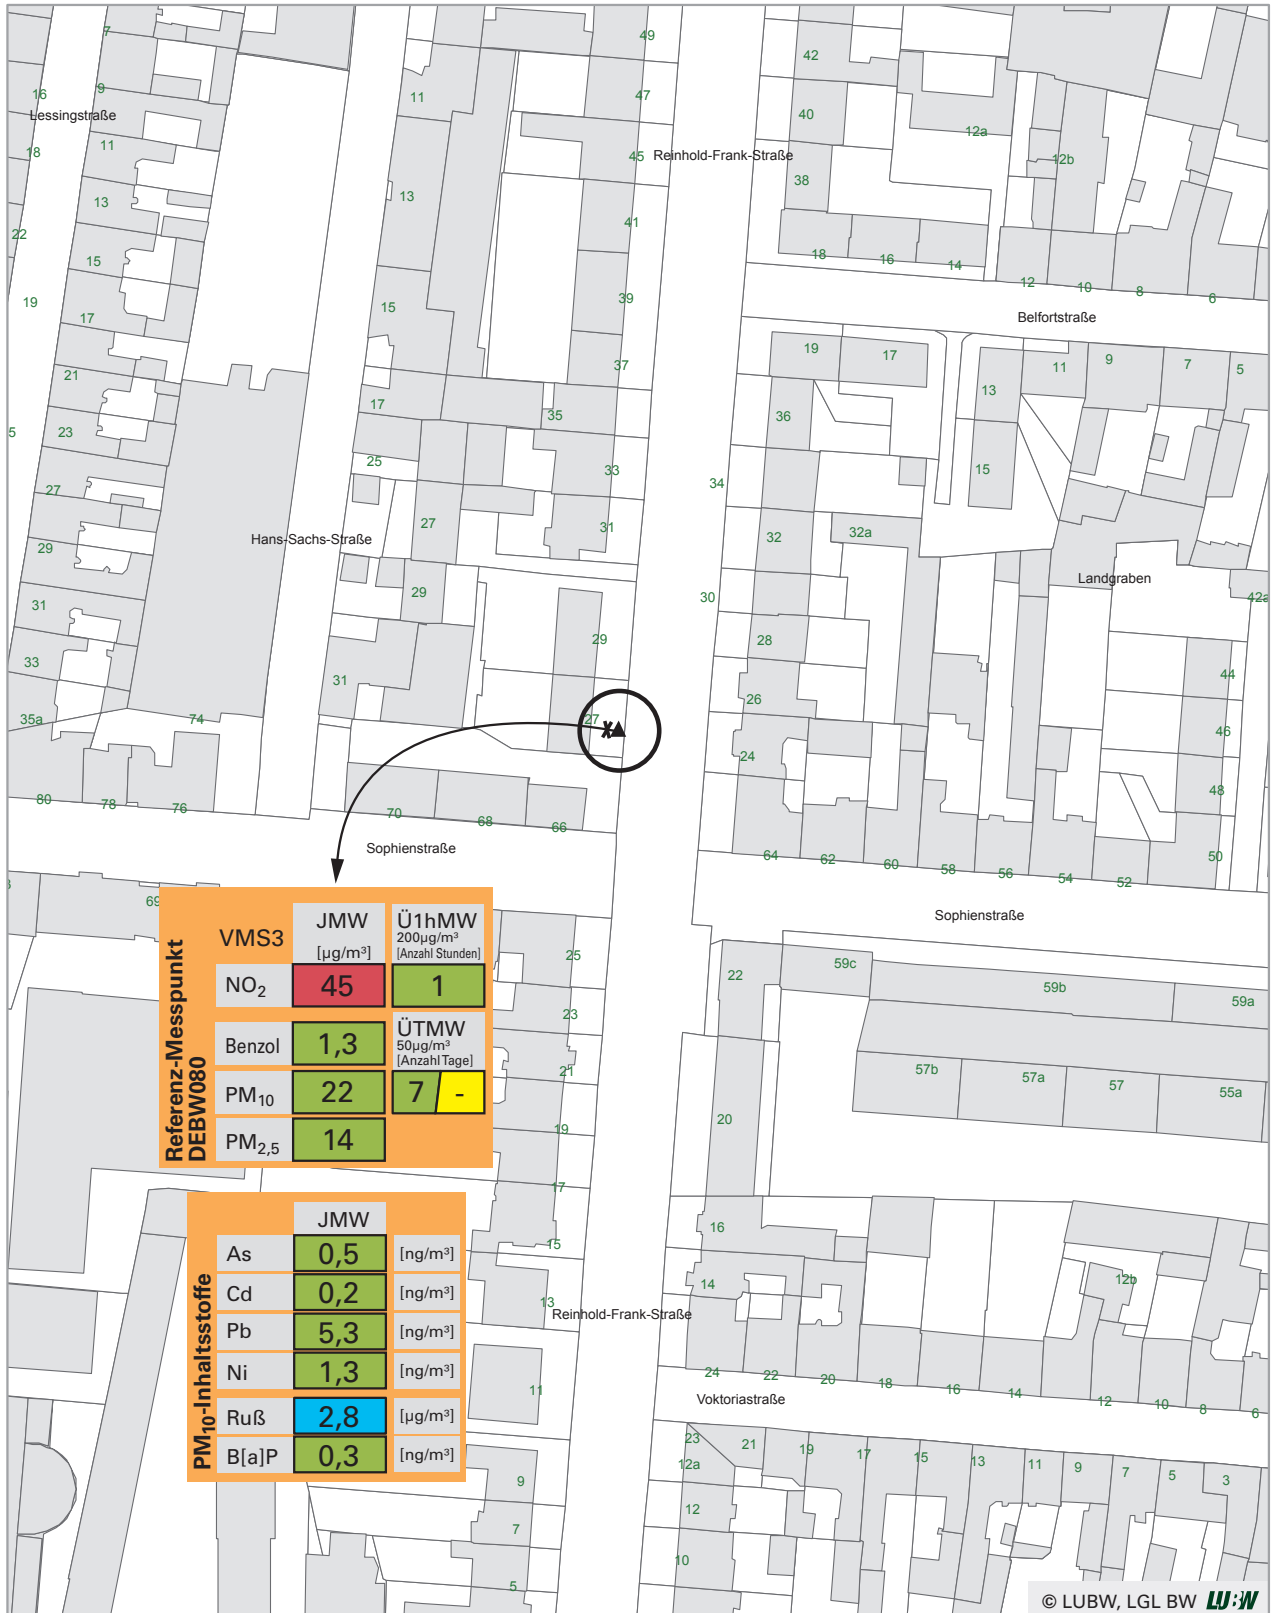 49
42
7
16
9
11
47
40
Lessingstraße
12a
18
11
45
Reinhold-Frank-Straße
12b
38
13
13
41
22
15
18
16
14
12
10
8
6
19
39
15
17
Belfortstraße
19
17
9
11
7
5
37
21
13
17
35
36
5
23
25
33
15
34
27
27
31
32
32a
Hans-Sachs-Straße
29
Landgraben
29
30
42a
31
29
28
33
44
31
26
35a
74
27
46
24
48
80
78
76
70
68
66
Sophienstraße
64
62
60
58
56
54
52
50
69
Sophienstraße
25
22
59c
59b
59a
23
21
57b
57a
57
55a
20
19
17
16
15
14
12b
13
Reinhold-Frank-Straße
24
22
20
18
16
14
12
10
8
6
11
Voktoriastraße
23
12a
21
19
17
15
13
11
9
7
5
3
9
12
7
10
5
Referenz-Messpunkt
DEBW080
VMS3
JMW
[µg/m³]
Ü1hMW
200µg/m³
[Anzahl Stunden]
NO₂
45
1
Benzol
1,3
ÜTMW
50µg/m³
[Anzahl Tage]
PM₁₀
22
7
-
PM₂,₅
14
PM₁₀-Inhaltsstoffe
JMW
As
0,5
[ng/m³]
Cd
0,2
[ng/m³]
Pb
5,3
[ng/m³]
Ni
1,3
[ng/m³]
Ruß
2,8
[µg/m³]
B[a]P
0,3
[ng/m³]
© LUBW, LGL BW LUBW